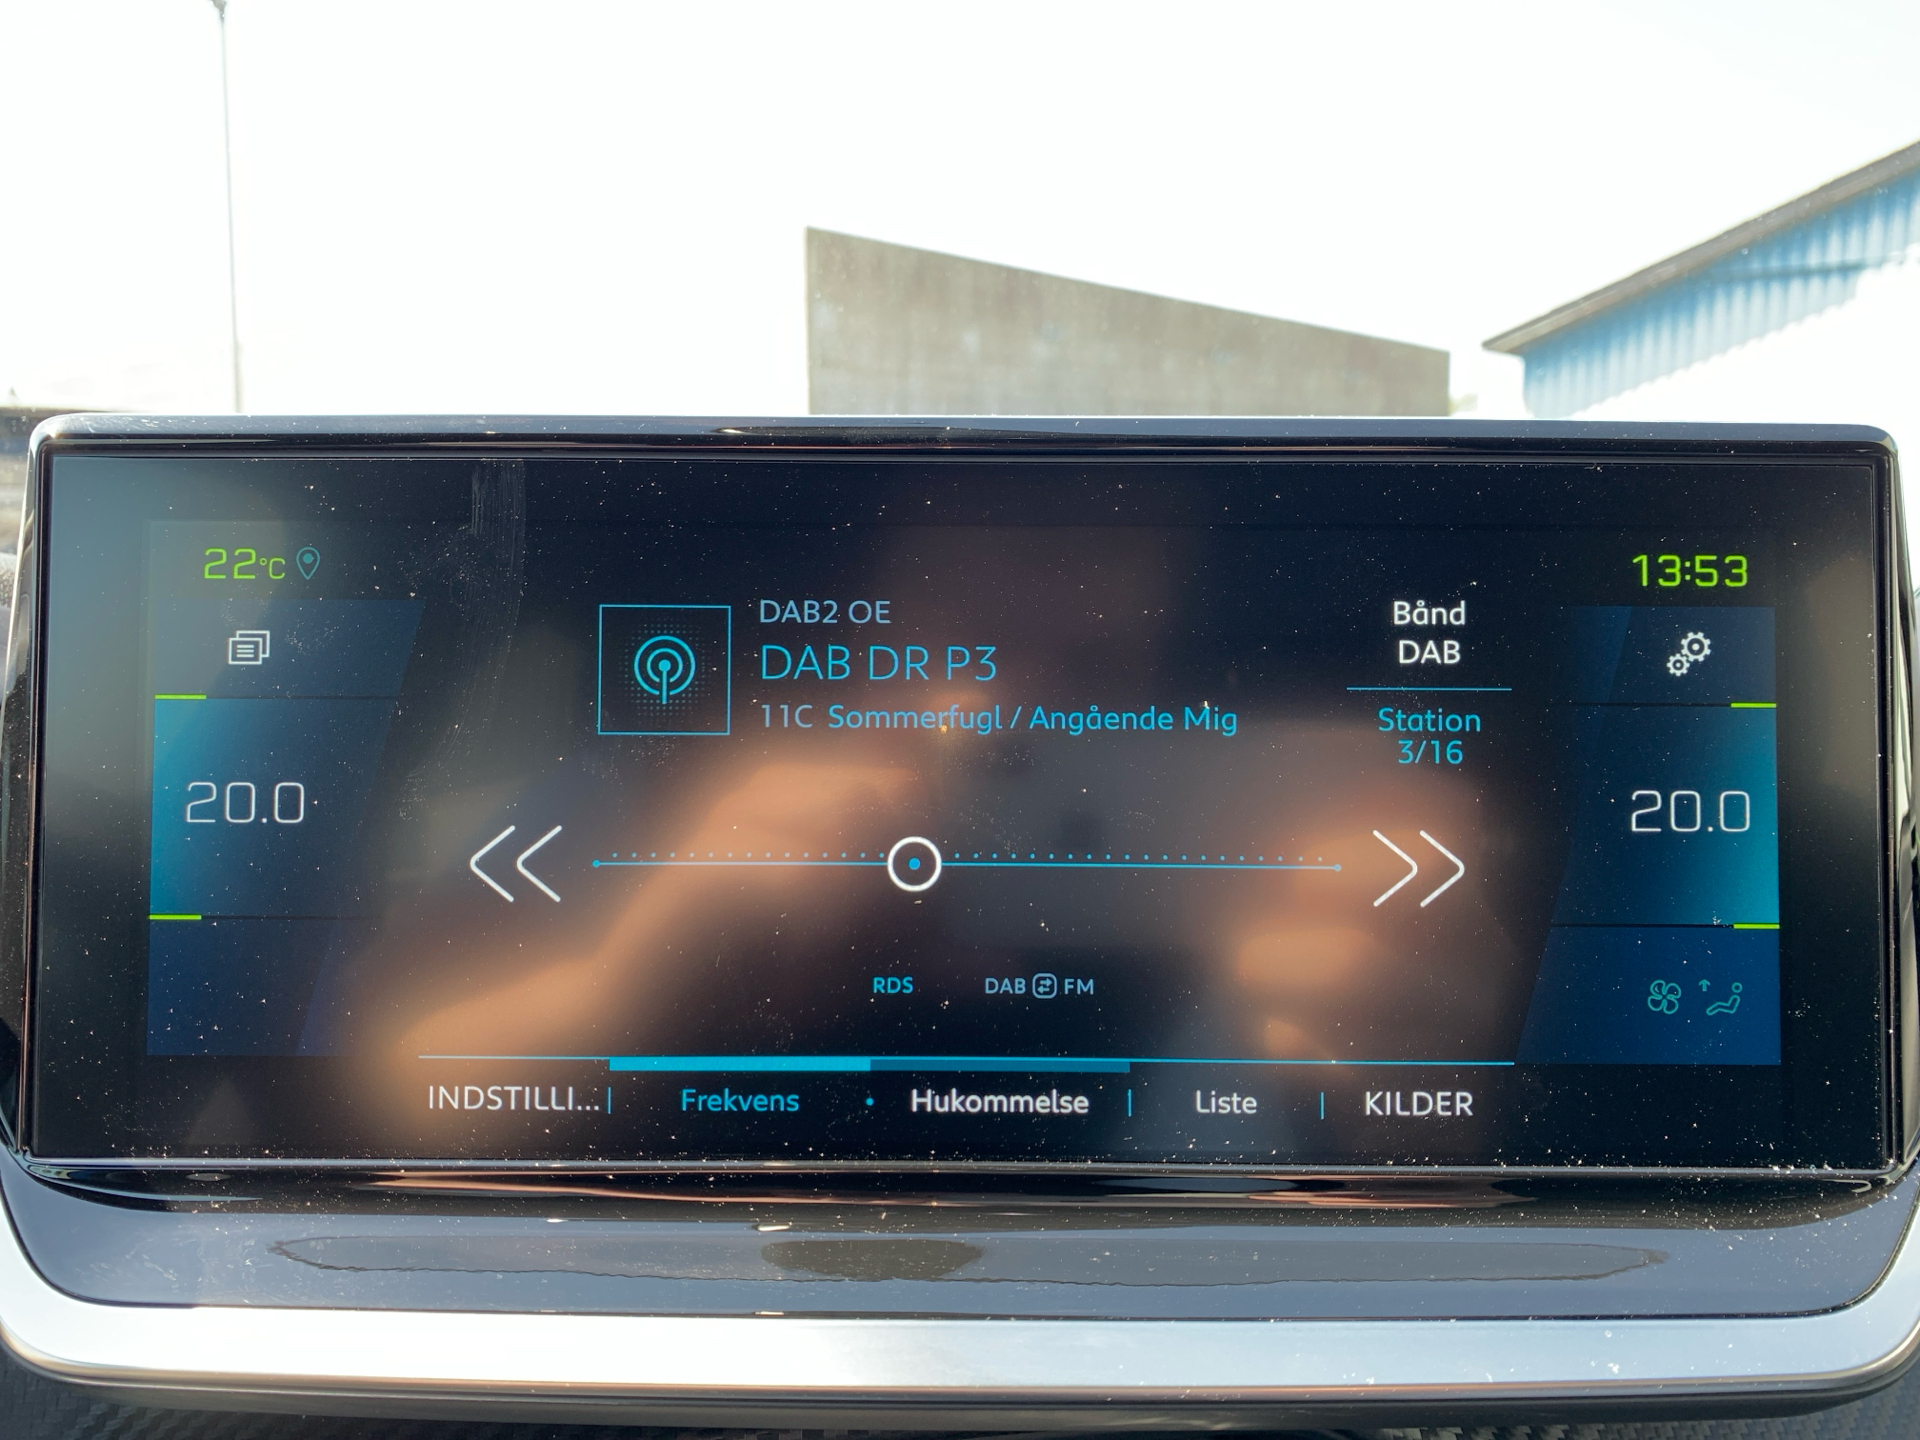 22°C
13:53
DAB2 OE
DAB DR P3
11C Sommerfugl / Angående Mig
Bånd
DAB
Station
3/16
20.0
20.0
RDS
DAB FM
INDSTILLI...
Frekvens
Hukommelse
Liste
KILDER